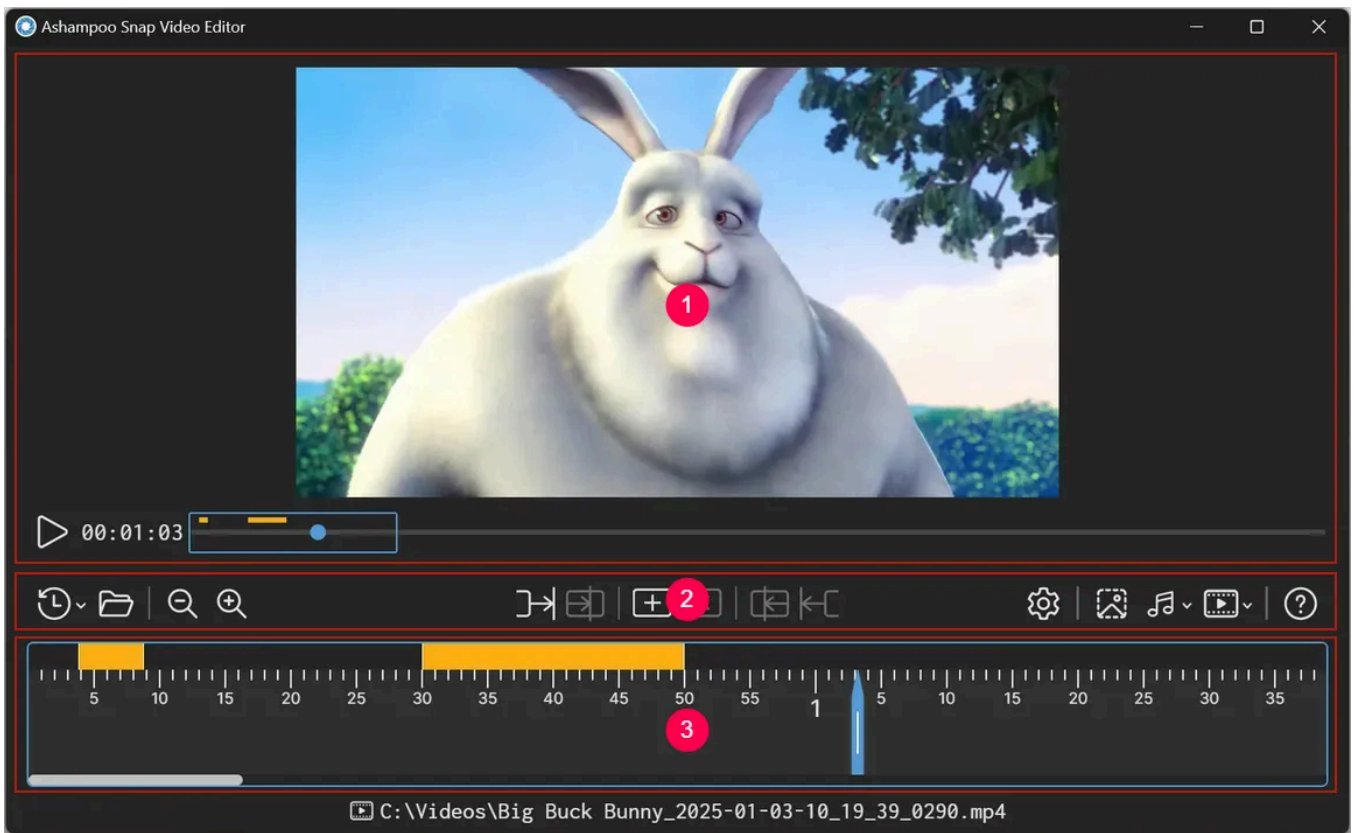 Ashampoo Snap Video Editor
1
00:01:03
2
5 10 15 20 25 30 35 40 45 50 55 1 5 10 15 20 25 30 35
3
C:\Videos\Big Buck Bunny_2025-01-03-10_19_39_0290.mp4